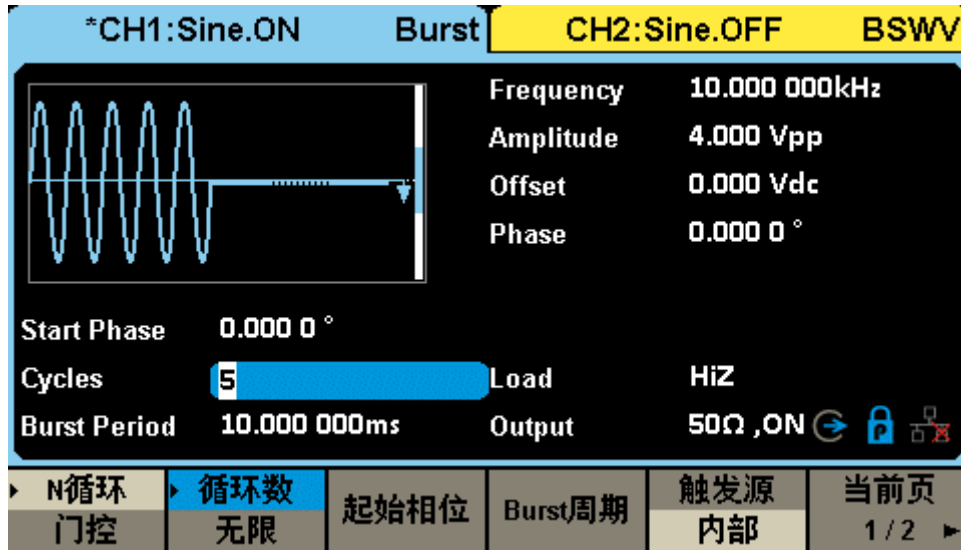 *CH1:Sine.ON Burst CH2:Sine.OFF BSWV
Frequency 10.000 000kHz
Amplitude 4.000 Vpp
Offset 0.000 Vdc
Phase 0.000 0 °
Start Phase 0.000 0 °
Cycles 5 Load HiZ
Burst Period 10.000 000ms Output 50Ω ,ON P
N循环 循环数 起始相位 Burst周期 触发源 当前页
门控 无限 内部 1 / 2